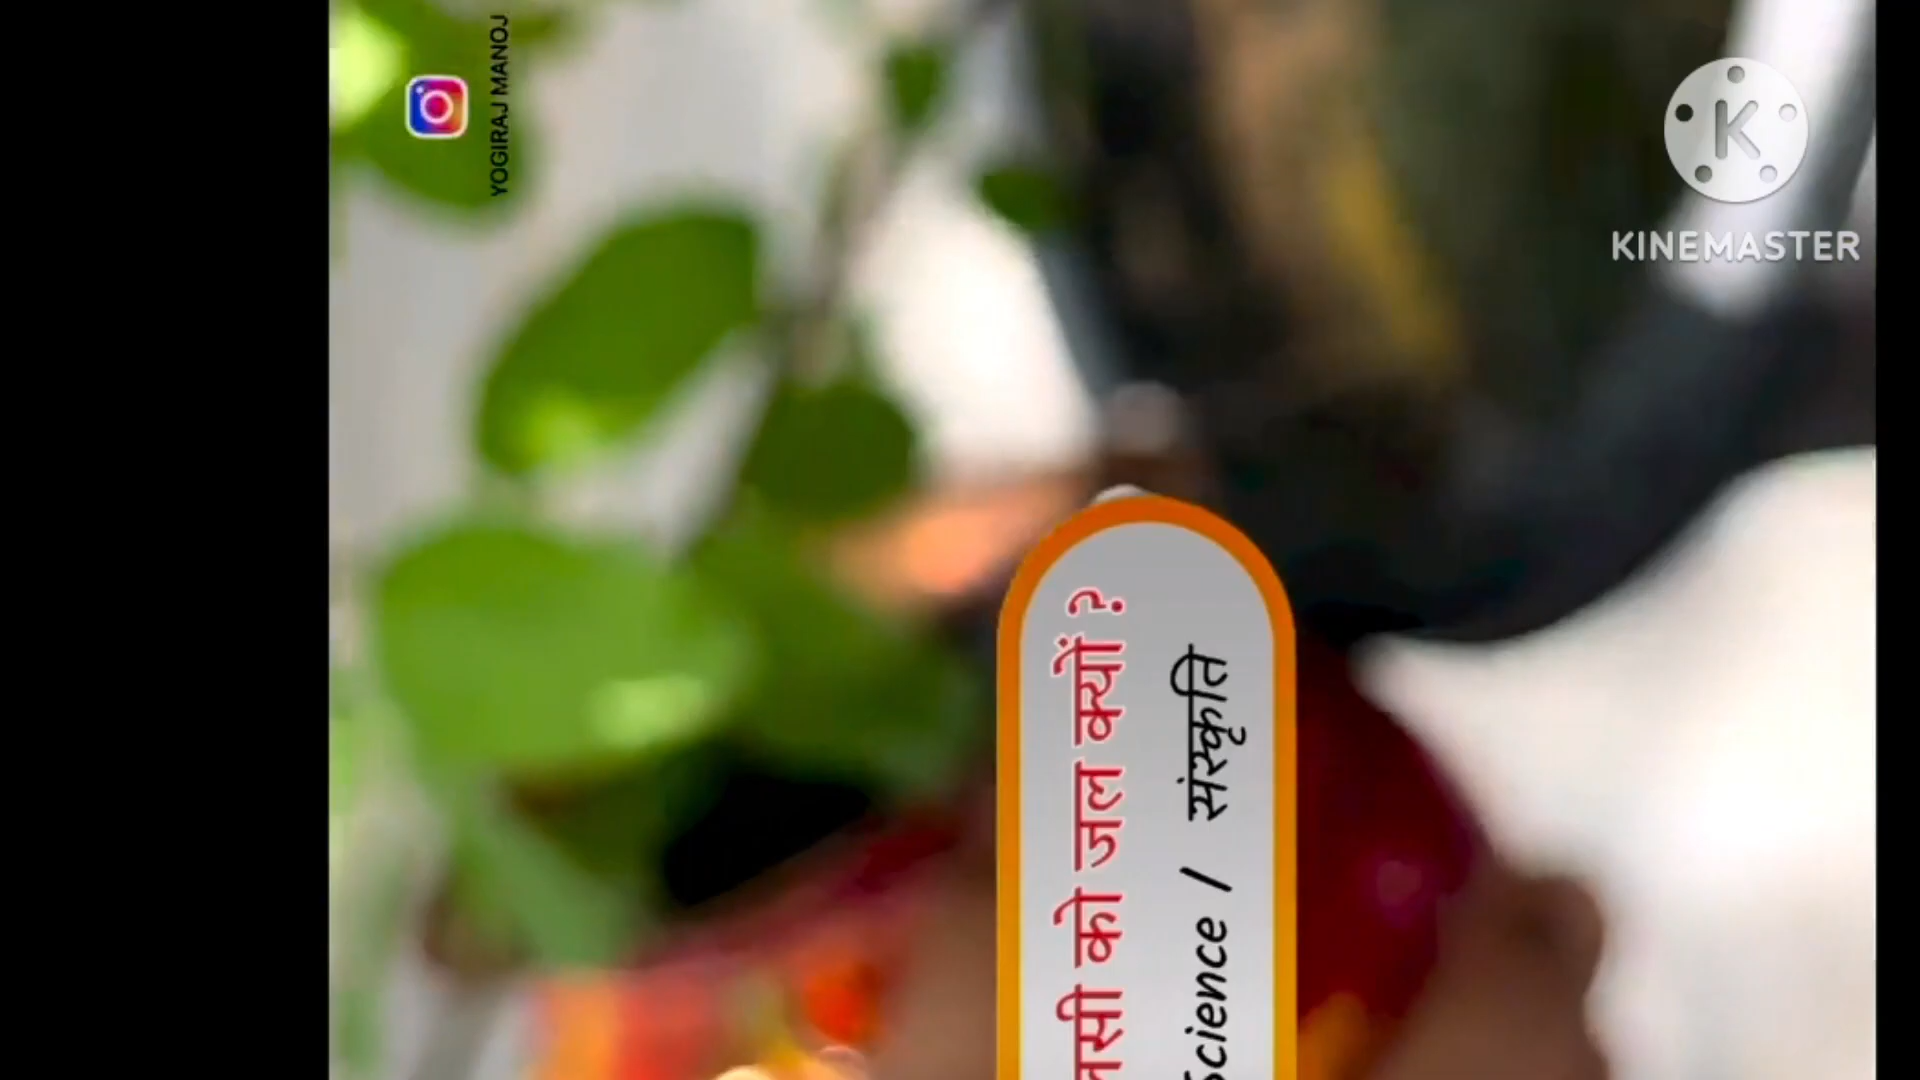 YOGIRAJ MANOJ
K
KINEMASTER
को जल क्यों ?
Science / संस्कृति